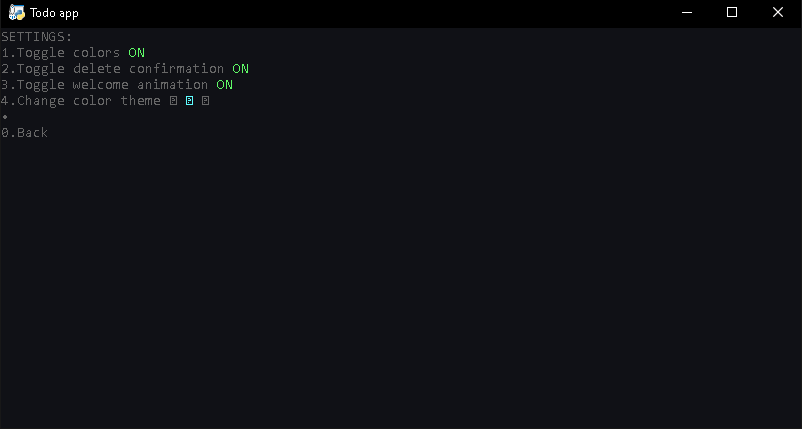 Todo app
SETTINGS:
1.Toggle colors ON
2.Toggle delete confirmation ON
3.Toggle welcome animation ON
4.Change color theme
•
0.Back